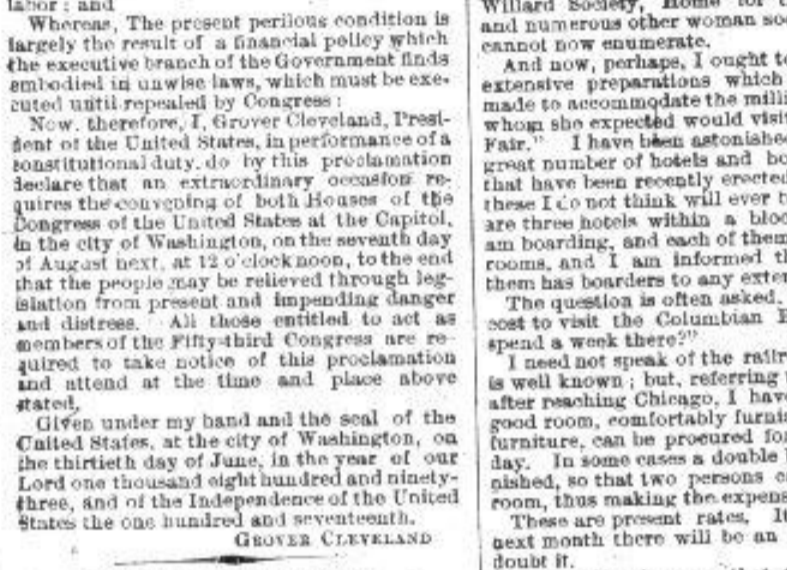 labor; and
Whereas, The present perilous condition is
largely the result of a financial policy which
the executive branch of the Government finds
embodied in unwise laws, which must be exe-
cuted until repealed by Congress:
Now, therefore, I, Grover Cleveland, Presi-
dent of the United States, in performance of a
constitutional duty, do by this proclamation
declare that an extraordinary occasion re-
quires the convening of both Houses of the
Congress of the United States at the Capitol,
in the city of Washington, on the seventh day
of August next, at 12 o'clock noon, to the end
that the people may be relieved through leg-
islation from present and impending danger
and distress. All those entitled to act as
members of the Fifty-third Congress are re-
quired to take notice of this proclamation
and attend at the time and place above
stated.
Given under my hand and the seal of the
United States, at the city of Washington, on
the thirtieth day of June, in the year of our
Lord one thousand eight hundred and ninety-
three, and of the Independence of the United
States the one hundred and seventeenth.
GROVER CLEVELAND
Willard Society, Home for
and numerous other woman so
cannot now enumerate.
And now, perhaps, I ought to
extensive preparations which
made to accommodate the milli
whom she expected would visit
Fair." I have been astonished
great number of hotels and bo
that have been recently erected
these I do not think will ever b
are three hotels within a bloc
am boarding, and each of them
rooms, and I am informed th
them has boarders to any exten
The question is often asked,
cost to visit the Columbian E
spend a week there?"
I need not speak of the railr
is well known; but, referring
after reaching Chicago, I have
good room, comfortably furnis
furniture, can be procured for
day. In some cases a double
nished, so that two persons c
room, thus making the expens
These are present rates. It
next month there will be an
doubt it.